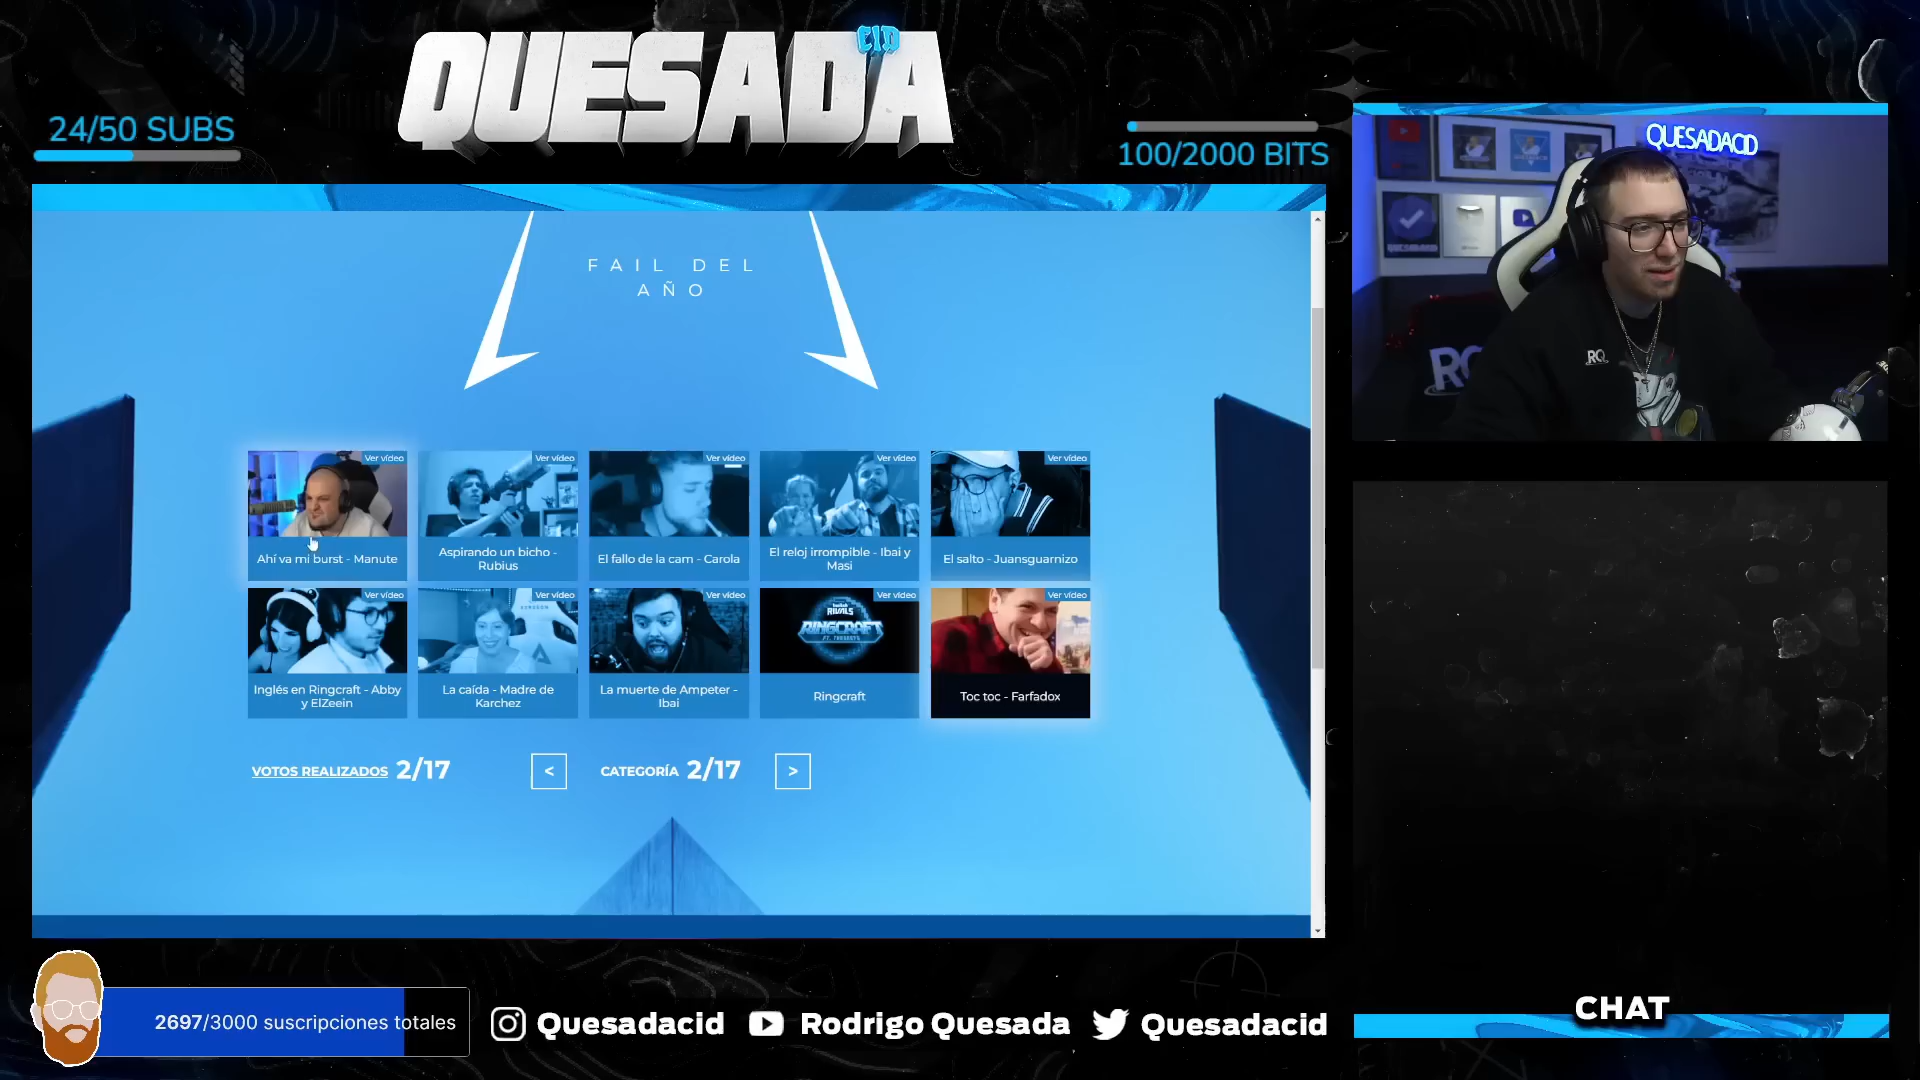 QUESADA
CID
24/50 SUBS
100/2000 BITS
QUESADACID
FAIL DEL
AÑO
Ver vídeo
Ver vídeo
Ver vídeo
Ver vídeo
Ver vídeo
Ahí va mi burst - Manute
Aspirando un bicho -
Rubius
El fallo de la cam - Carola
El reloj irrompible - Ibai y
Masi
El salto - Juansguarnizo
Ver vídeo
Ver vídeo
Ver vídeo
Ver vídeo
Ver vídeo
RIVALS
RINGCRAFT
Inglés en Ringcraft - Abby
y ElZeein
La caída - Madre de
Karchez
La muerte de Ampeter -
Ibai
Ringcraft
Toc toc - Farfadox
VOTOS REALIZADOS 2/17
<
CATEGORÍA 2/17
>
RQ
RQ
2697/3000 suscripciones totales
Quesadacid
Rodrigo Quesada
Quesadacid
CHAT